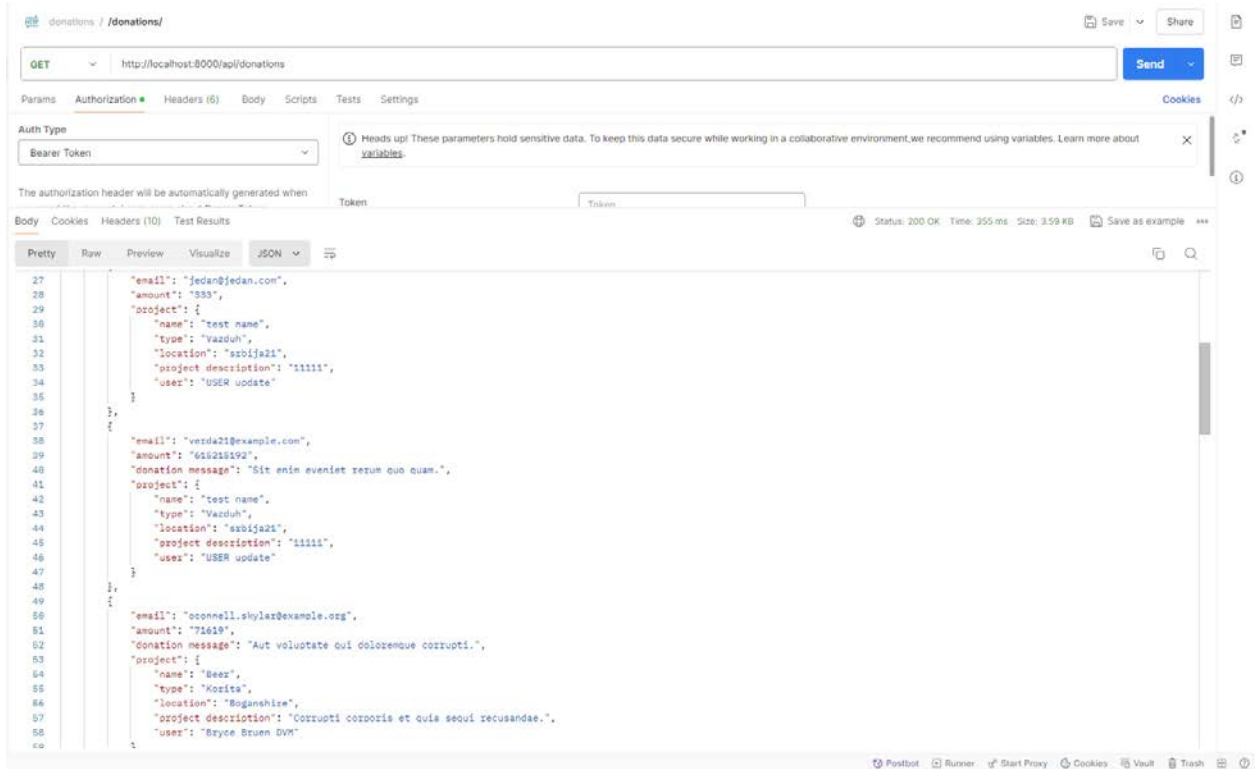 donations / /donations/
Save
Share
GET
http://localhost:8000/api/donations
Send
Params Authorization Headers (6) Body Scripts Tests Settings
Cookies
Auth Type
Bearer Token
Heads up! These parameters hold sensitive data. To keep this data secure while working in a collaborative environment, we recommend using variables. Learn more about
variables.
The authorization header will be automatically generated when
Token
Token
Body Cookies Headers (10) Test Results
Status: 200 OK Time: 355 ms Size: 3.59 KB Save as example
Pretty Raw Preview Visualize JSON
27 "email": "jedan@jedan.com",
28 "amount": "333",
29 "project": {
30 "name": "test name",
31 "type": "Vazduh",
32 "location": "srbija21",
33 "project description": "11111",
34 "user": "USER update"
35 }
36 },
37 {
38 "email": "verda21@example.com",
39 "amount": "615215192",
40 "donation message": "Sit enim eveniet rerum quo quam.",
41 "project": {
42 "name": "test name",
43 "type": "Vazduh",
44 "location": "srbija21",
45 "project description": "11111",
46 "user": "USER update"
47 }
48 },
49 {
50 "email": "oconnell.skylar@example.org",
51 "amount": "71619",
52 "donation message": "Aut voluptate qui doloremque corrupti.",
53 "project": {
54 "name": "Beer",
55 "type": "Korita",
56 "location": "Boganshire",
57 "project description": "Corrupti corporis et quia sequi recusandae.",
58 "user": "Bryce Bruen DVM"
59 }
Postbot Runner Start Proxy Cookies Vault Trash